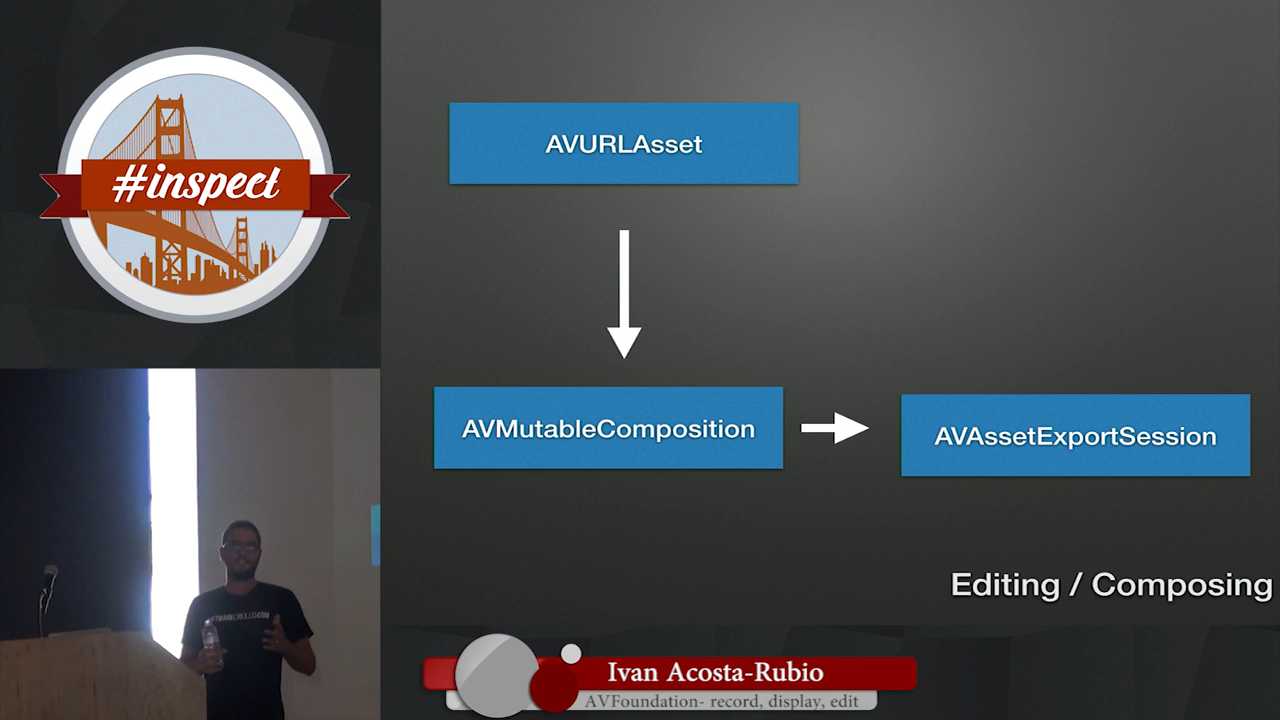 #inspect
AVURLAsset
AVMutableComposition
AVAssetExportSession
Editing / Composing
Ivan Acosta-Rubio
AVFoundation- record, display, edit